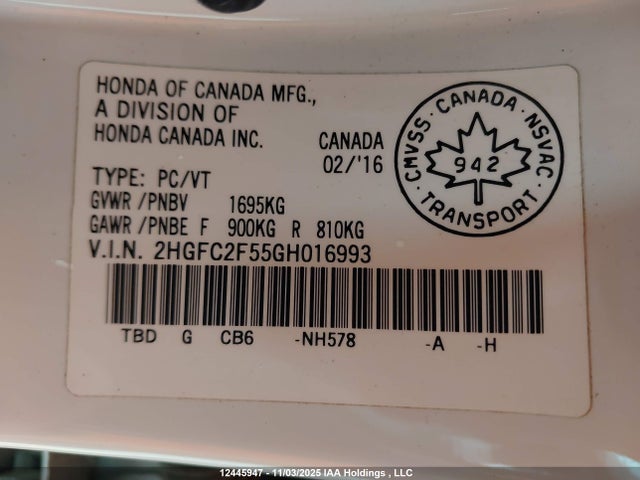 HONDA OF CANADA MFG.,
A DIVISION OF
HONDA CANADA INC.
CANADA
02/'16
TYPE: PC/VT
GVWR /PNBV 1695KG
GAWR /PNBE F 900KG R 810KG
V.I.N. 2HGFC2F55GH016993
TBD G CB6 -NH578 -A -H
CMVSS · CANADA · NSVAC
942
TRANSPORT
12445947 - 11/03/2025 IAA Holdings , LLC